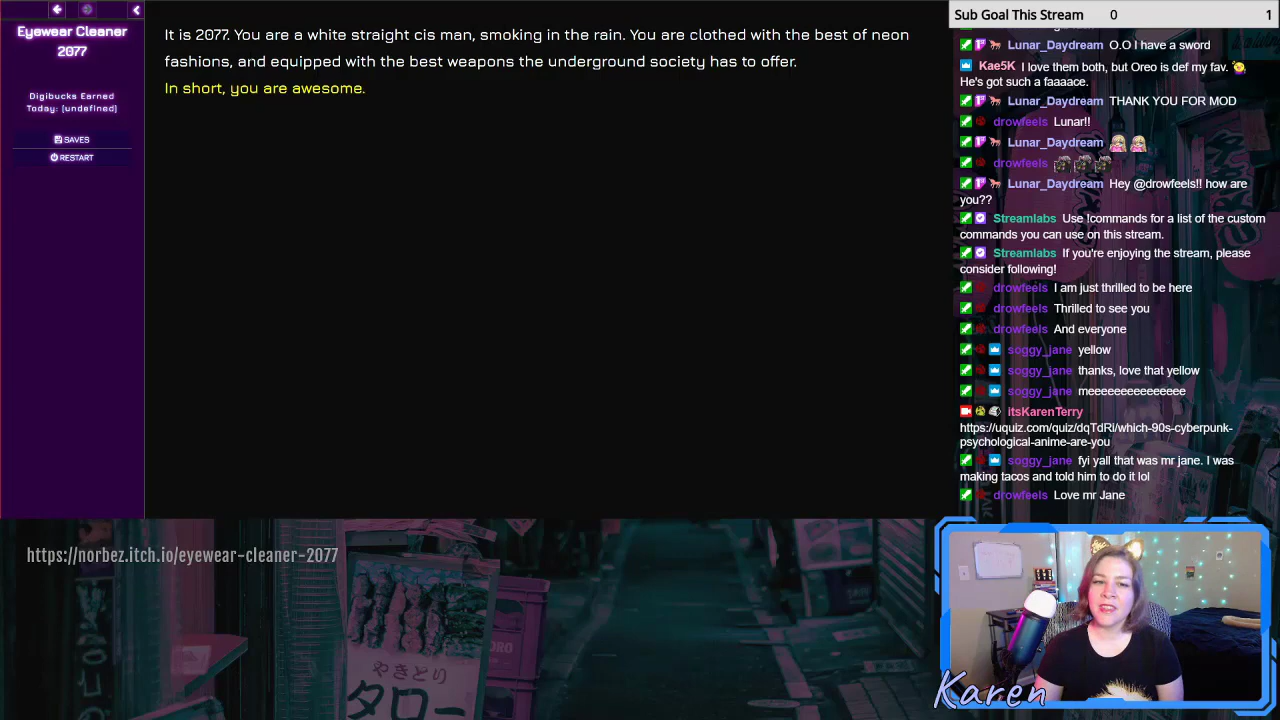 Eyewear Cleaner
2077
Digibucks Earned
Today: [undefined]
SAVES
RESTART
It is 2077. You are a white straight cis man, smoking in the rain. You are clothed with the best of neon
fashions, and equipped with the best weapons the underground society has to offer.
In short, you are awesome.
Sub Goal This Stream 0 1
Lunar_Daydream O.O I have a sword
Kae5K I love them both, but Oreo is def my fav.
He's got such a faaaace.
Lunar_Daydream THANK YOU FOR MOD
drowfeels Lunar!!
Lunar_Daydream
drowfeels
Lunar_Daydream Hey @drowfeels!! how are
you??
Streamlabs Use !commands for a list of the custom
commands you can use on this stream.
Streamlabs If you're enjoying the stream, please
consider following!
drowfeels I am just thrilled to be here
drowfeels Thrilled to see you
drowfeels And everyone
soggy_jane yellow
soggy_jane thanks, love that yellow
soggy_jane meeeeeeeeeeeeeee
itsKarenTerry
https://uquiz.com/quiz/dqTdRi/which-90s-cyberpunk-
psychological-anime-are-you
soggy_jane fyi yall that was mr jane. I was
making tacos and told him to do it lol
drowfeels Love mr Jane
https://norbez.itch.io/eyewear-cleaner-2077
やきとり
タロー
Karen